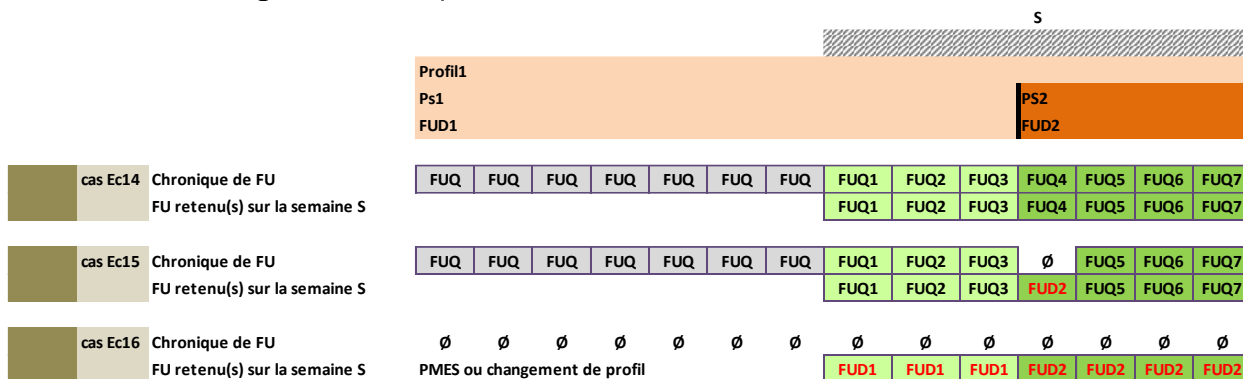 S
Profil1
Ps1 PS2
FUD1 FUD2
cas Ec14 Chronique de FU FUQ FUQ FUQ FUQ FUQ FUQ FUQ FUQ1 FUQ2 FUQ3 FUQ4 FUQ5 FUQ6 FUQ7
FU retenu(s) sur la semaine S FUQ1 FUQ2 FUQ3 FUQ4 FUQ5 FUQ6 FUQ7
cas Ec15 Chronique de FU FUQ FUQ FUQ FUQ FUQ FUQ FUQ FUQ1 FUQ2 FUQ3 Ø FUQ5 FUQ6 FUQ7
FU retenu(s) sur la semaine S FUQ1 FUQ2 FUQ3 FUD2 FUQ5 FUQ6 FUQ7
cas Ec16 Chronique de FU Ø Ø Ø Ø Ø Ø Ø Ø Ø Ø Ø Ø Ø Ø
FU retenu(s) sur la semaine S PMES ou changement de profil FUD1 FUD1 FUD1 FUD2 FUD2 FUD2 FUD2